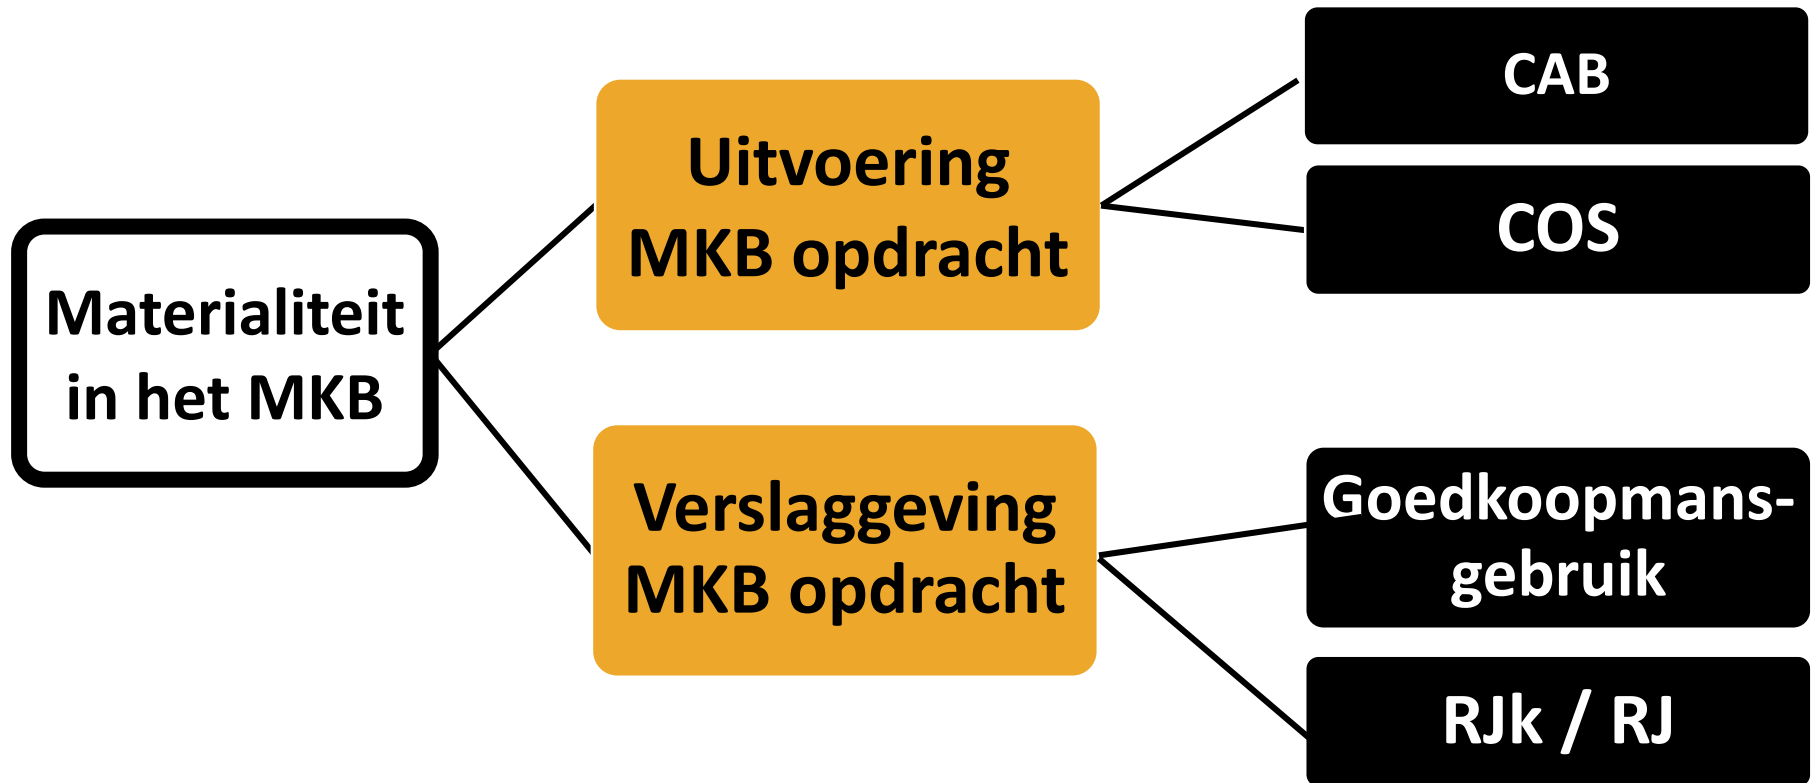 Materialiteit
in het MKB
Uitvoering
MKB opdracht
CAB
COS
Verslaggeving
MKB opdracht
Goedkoopmans-
gebruik
RJk / RJ